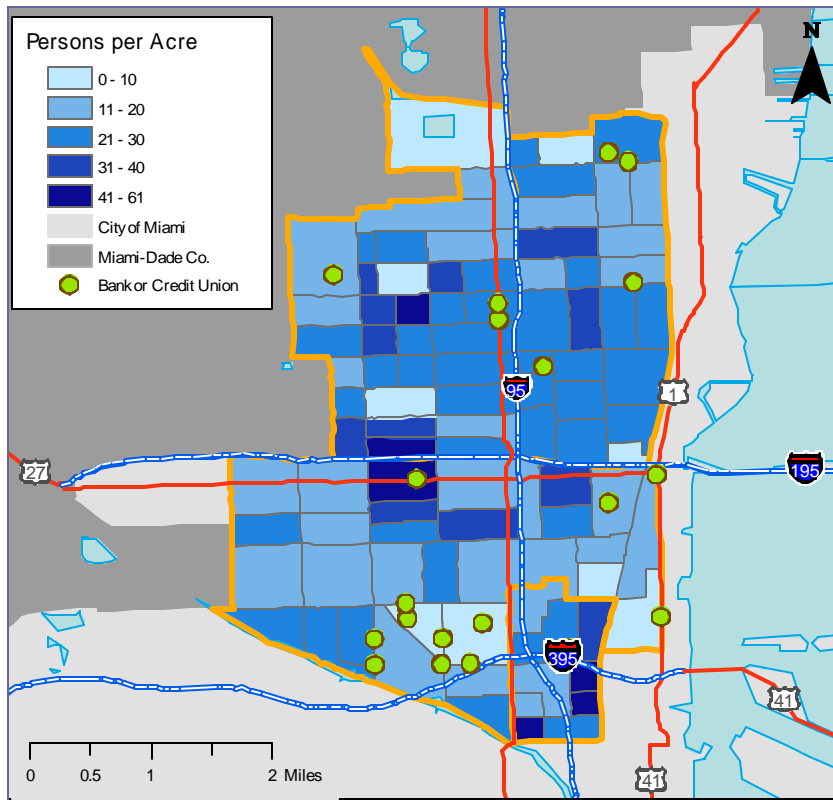 Persons per Acre
0 - 10
11 - 20
21 - 30
31 - 40
41 - 61
City of Miami
Miami-Dade Co.
Bank or Credit Union
N
95
1
27
195
395
41
41
0 0.5 1 2 Miles